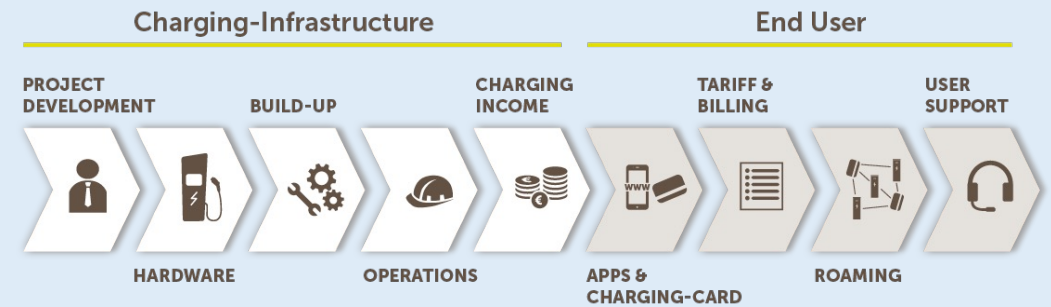 Charging-Infrastructure
End User
PROJECT
DEVELOPMENT
HARDWARE
BUILD-UP
OPERATIONS
CHARGING
INCOME
APPS &
CHARGING-CARD
TARIFF &
BILLING
ROAMING
USER
SUPPORT
€
€
www